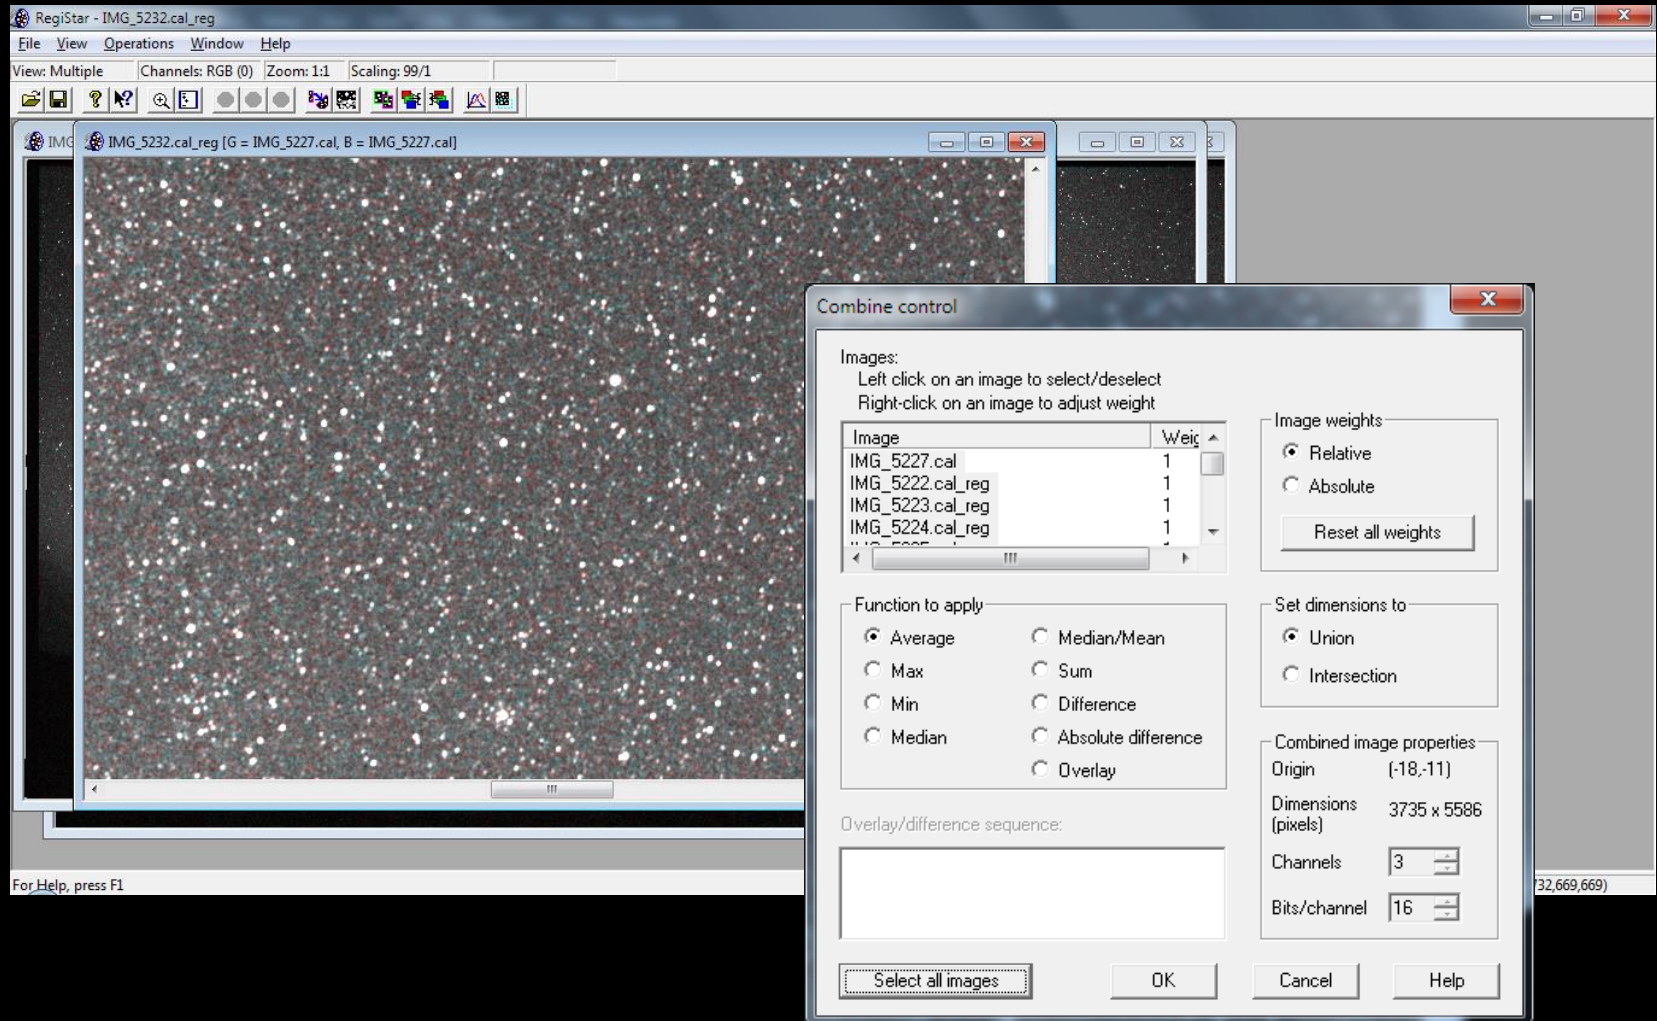 RegiStar - IMG_5232.cal_reg
File View Operations Window Help
View: Multiple Channels: RGB (0) Zoom: 1:1 Scaling: 99/1
IMG
IMG_5232.cal_reg [G = IMG_5227.cal, B = IMG_5227.cal]
Combine control
Images:
Left click on an image to select/deselect
Right-click on an image to adjust weight
Image Weig
IMG_5227.cal 1
IMG_5222.cal_reg 1
IMG_5223.cal_reg 1
IMG_5224.cal_reg 1
Image weights
Relative
Absolute
Reset all weights
Function to apply
Average Median/Mean
Max Sum
Min Difference
Median Absolute difference
Overlay
Set dimensions to
Union
Intersection
Overlay/difference sequence:
Combined image properties
Origin (-18,-11)
Dimensions 3735 x 5586
(pixels)
Channels 3
Bits/channel 16
Select all images OK Cancel Help
For Help, press F1
32,669,669)